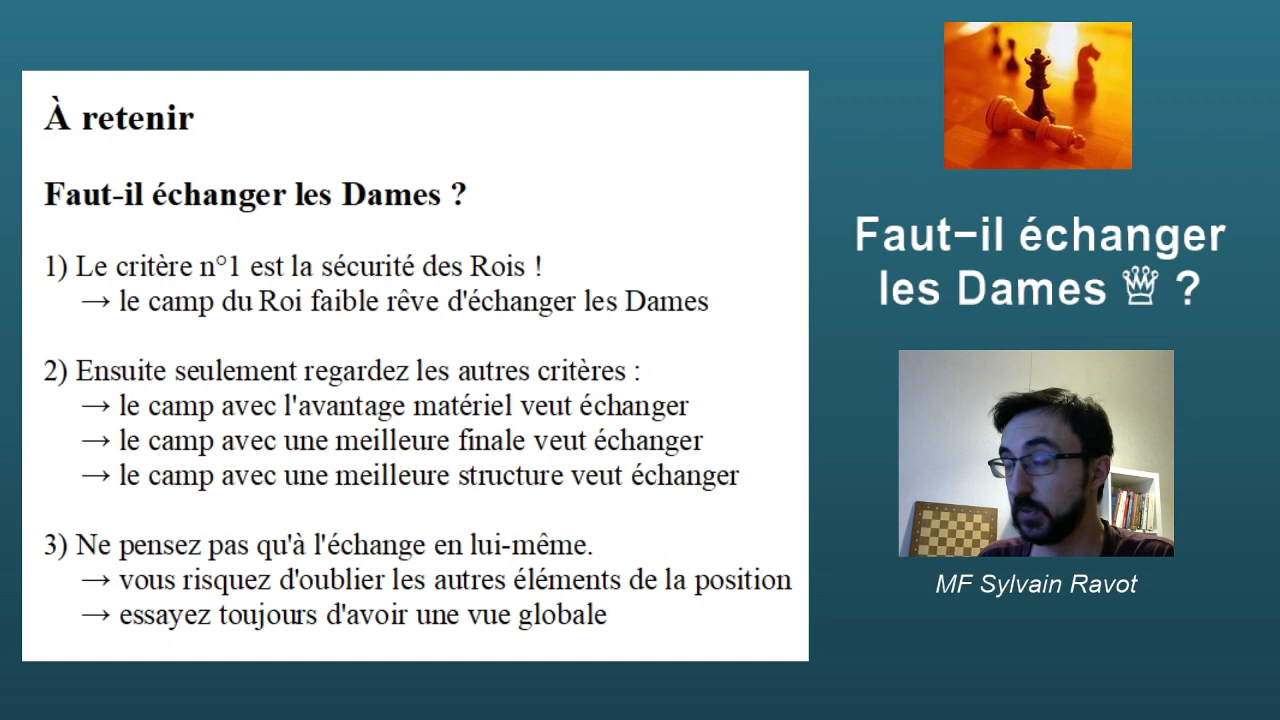 À retenir
Faut-il échanger les Dames ?
1) Le critère n°1 est la sécurité des Rois !
→ le camp du Roi faible rêve d'échanger les Dames
2) Ensuite seulement regardez les autres critères :
→ le camp avec l'avantage matériel veut échanger
→ le camp avec une meilleure finale veut échanger
→ le camp avec une meilleure structure veut échanger
3) Ne pensez pas qu'à l'échange en lui-même.
→ vous risquez d'oublier les autres éléments de la position
→ essayez toujours d'avoir une vue globale
Faut-il échanger
les Dames ♕ ?
MF Sylvain Ravot